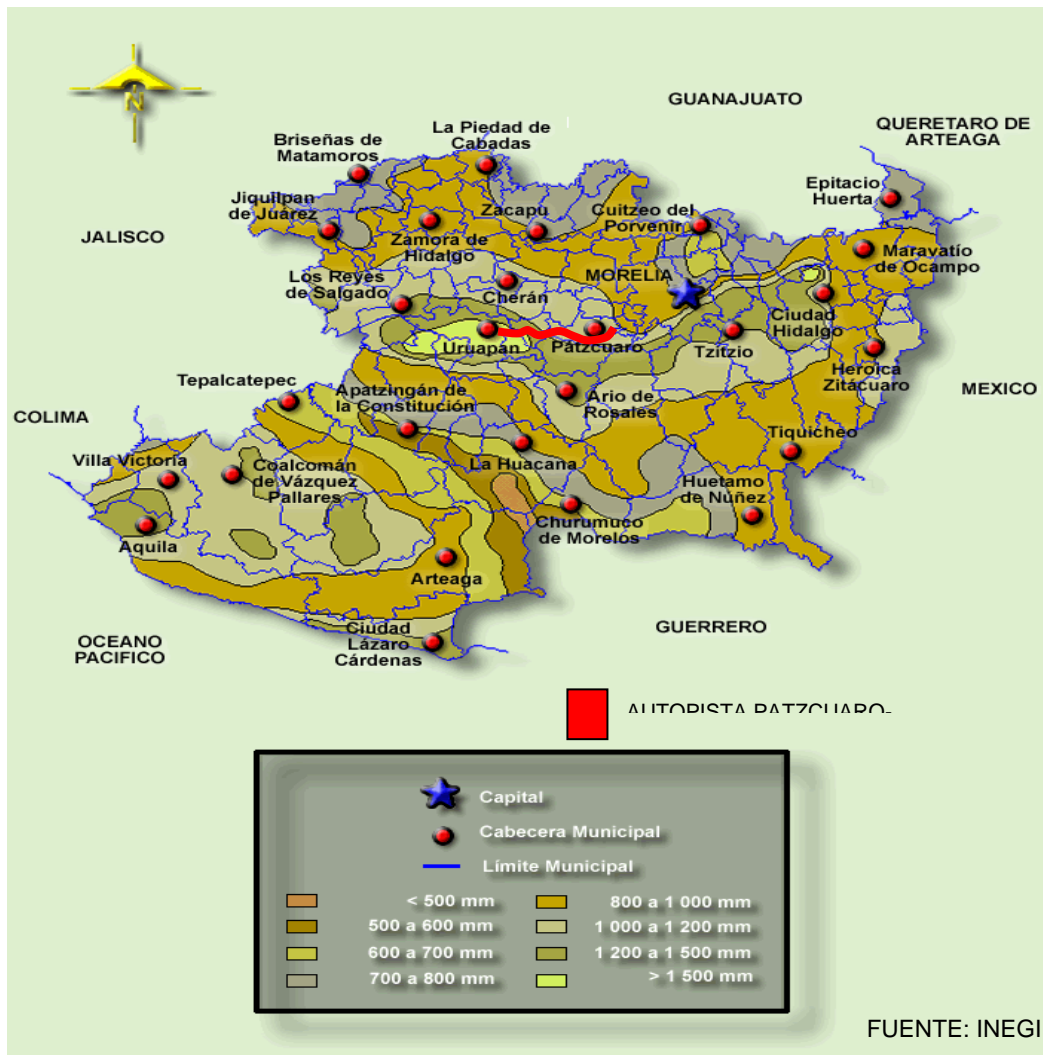 GUANAJUATO
QUERETARO DE
ARTEAGA
La Piedad de
Cabadas
Briseñas de
Matamoros
Epitacio
Huerta
Jiquilpan
de Juárez
Zacapu
Cuitzeo del
Porvenir
JALISCO
Zamora de
Hidalgo
Maravatío
de Ocampo
MORELIA
Los Reyes
de Salgado
Cherán
Ciudad
Hidalgo
Uruapan
Pátzcuaro
Tzitzio
Heroica
Zitácuaro
Tepalcatepec
Apatzingán de
la Constitución
Ario de
Rosales
MEXICO
COLIMA
Tiquicheo
Villa Victoria
Coalcomán
de Vázquez
Pallares
La Huacana
Huetamo
de Núñez
Churumuco
de Morelos
Aquila
Arteaga
GUERRERO
OCEANO
PACIFICO
Ciudad
Lázaro
Cárdenas
N
AUTOPISTA PATZCUARO-
Capital
Cabecera Municipal
Límite Municipal
< 500 mm
500 a 600 mm
600 a 700 mm
700 a 800 mm
800 a 1 000 mm
1 000 a 1 200 mm
1 200 a 1 500 mm
> 1 500 mm
FUENTE: INEGI